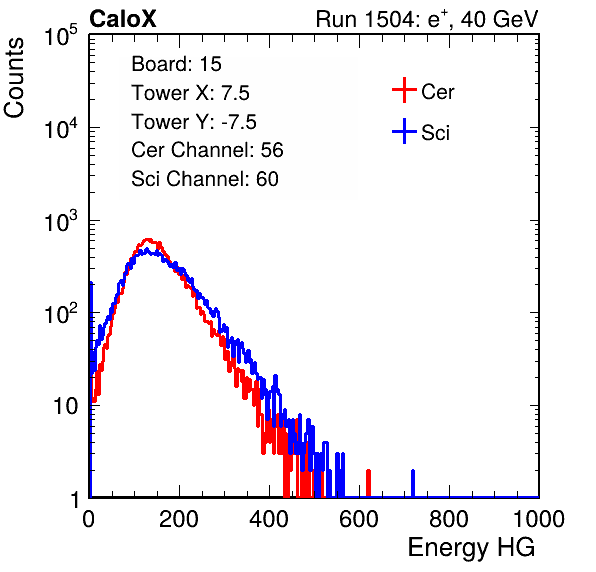 CaloX Run 1504: e⁺, 40 GeV
Counts
Board: 15
Tower X: 7.5
Tower Y: -7.5
Cer Channel: 56
Sci Channel: 60
Cer
Sci
10⁵
10⁴
10³
10²
10
1
0 200 400 600 800 1000
Energy HG